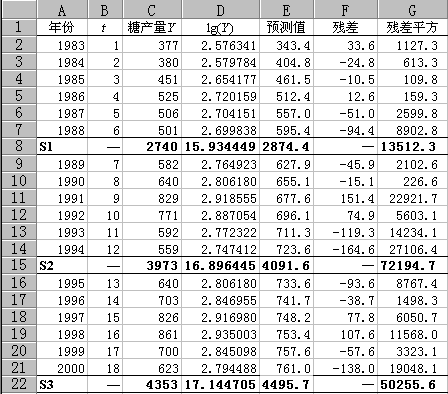 A B C D E F G
1 年份 t 糖产量Y lg(Y) 预测值 残差 残差平方
2 1983 1 377 2.576341 343.4 33.6 1127.3
3 1984 2 380 2.579784 404.8 -24.8 613.3
4 1985 3 451 2.654177 461.5 -10.5 109.8
5 1986 4 525 2.720159 512.4 12.6 159.3
6 1987 5 506 2.704151 557.0 -51.0 2599.8
7 1988 6 501 2.699838 595.4 -94.4 8902.8
8 S1 — 2740 15.934449 2874.4 — 13512.3
9 1989 7 582 2.764923 627.9 -45.9 2102.6
10 1990 8 640 2.806180 655.1 -15.1 226.6
11 1991 9 829 2.918555 677.6 151.4 22921.7
12 1992 10 771 2.887054 696.1 74.9 5603.1
13 1993 11 592 2.772322 711.3 -119.3 14234.1
14 1994 12 559 2.747412 723.6 -164.6 27106.4
15 S2 — 3973 16.896445 4091.6 — 72194.7
16 1995 13 640 2.806180 733.6 -93.6 8767.4
17 1996 14 703 2.846955 741.7 -38.7 1498.3
18 1997 15 826 2.916980 748.2 77.8 6050.7
19 1998 16 861 2.935003 753.4 107.6 11568.0
20 1999 17 700 2.845098 757.6 -57.6 3323.1
21 2000 18 623 2.794488 761.0 -138.0 19048.1
22 S3 — 4353 17.144705 4495.7 — 50255.6